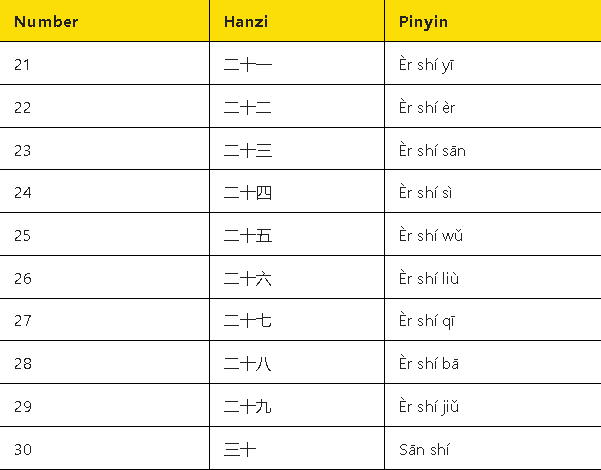 Number Hanzi Pinyin
21 二十一 Èr shí yī
22 二十二 Èr shí èr
23 二十三 Èr shí sān
24 二十四 Èr shí sì
25 二十五 Èr shí wǔ
26 二十六 Èr shí liù
27 二十七 Èr shí qī
28 二十八 Èr shí bā
29 二十九 Èr shí jiǔ
30 三十 Sān shí